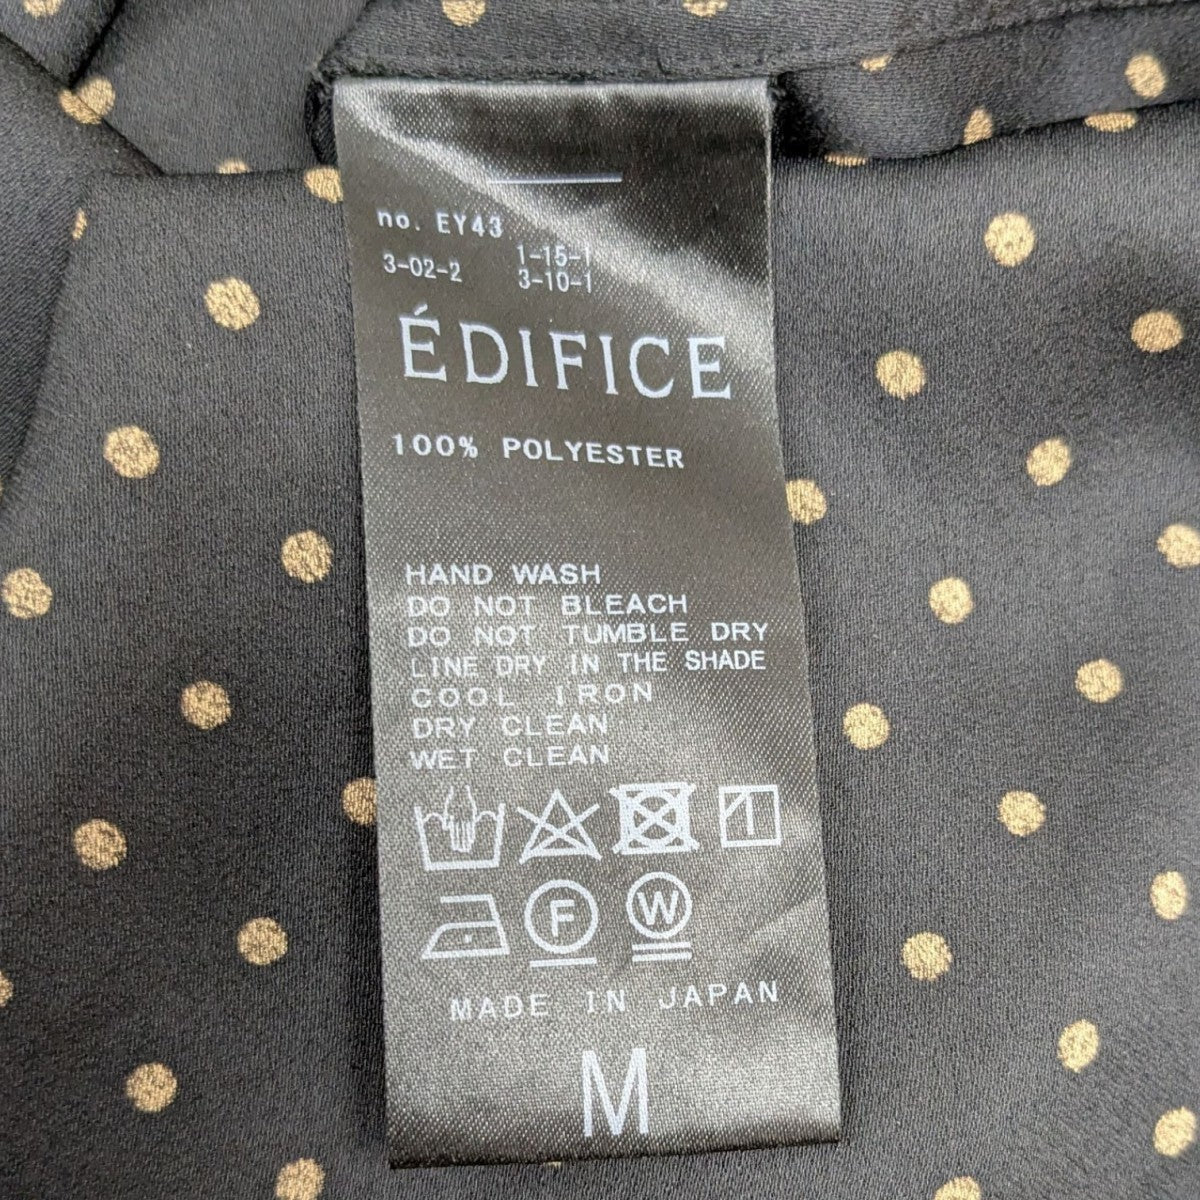 no. EY43
3-02-2 1-15-1
3-10-1
ÉDIFICE
100% POLYESTER
HAND WASH
DO NOT BLEACH
DO NOT TUMBLE DRY
LINE DRY IN THE SHADE
COOL IRON
DRY CLEAN
WET CLEAN
F W
MADE IN JAPAN
M